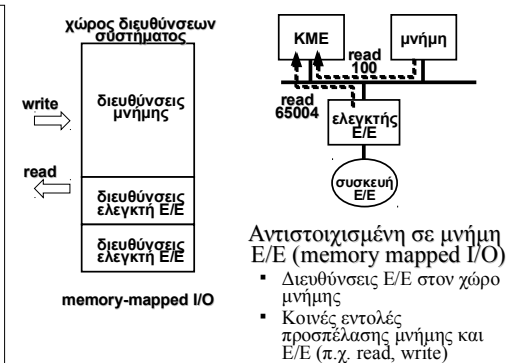 χώρος διευθύνσεων
συστήματος
διευθύνσεις
μνήμης
write
read
διευθύνσεις
ελεγκτή Ε/Ε
διευθύνσεις
ελεγκτή Ε/Ε
memory-mapped I/O
ΚΜΕ
μνήμη
read
100
read
65004
ελεγκτής
Ε/Ε
συσκευή
Ε/Ε
Αντιστοιχισμένη σε μνήμη
Ε/Ε (memory mapped I/O)
▪ Διευθύνσεις Ε/Ε στον χώρο
μνήμης
▪ Κοινές εντολές
προσπέλασης μνήμης και
Ε/Ε (π.χ. read, write)